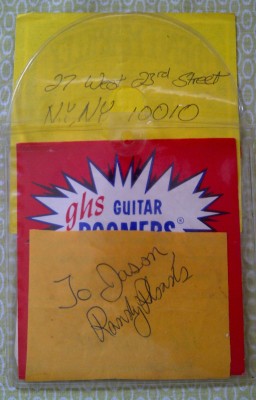 27 West 23rd Street
N.Y, NY 10010
ghs GUITAR
BOOMERS®
To Jason
Randy Rhoads